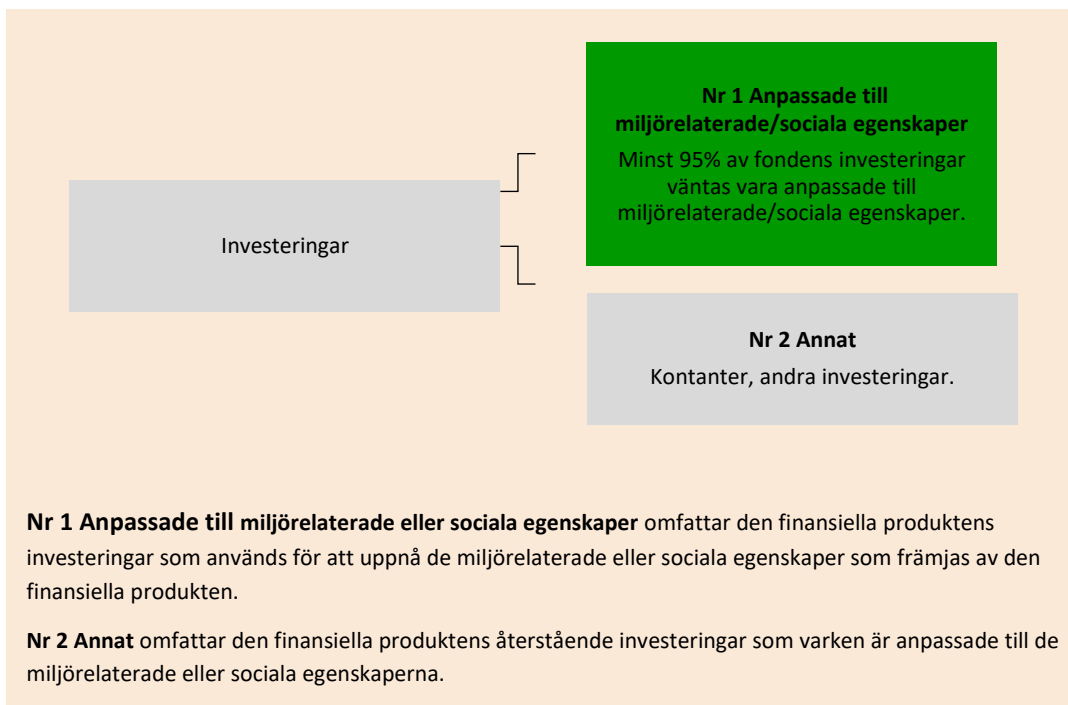 Nr 1 Anpassade till
miljörelaterade/sociala egenskaper
Minst 95% av fondens investeringar
väntas vara anpassade till
miljörelaterade/sociala egenskaper.
Investeringar
Nr 2 Annat
Kontanter, andra investeringar.
Nr 1 Anpassade till miljörelaterade eller sociala egenskaper omfattar den finansiella produktens
investeringar som används för att uppnå de miljörelaterade eller sociala egenskaper som främjas av den
finansiella produkten.
Nr 2 Annat omfattar den finansiella produktens återstående investeringar som varken är anpassade till de
miljörelaterade eller sociala egenskaperna.